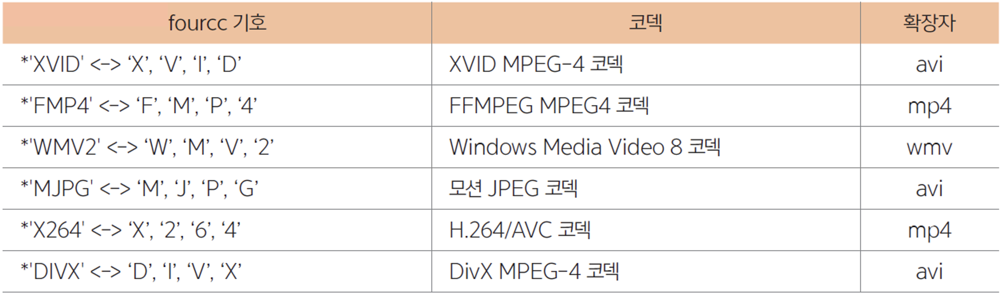 fourcc 기호 코덱 확장자
*'XVID' <-> ‘X’, ‘V’, ‘I’, ‘D’ XVID MPEG-4 코덱 avi
*'FMP4' <-> ‘F’, ‘M’, ‘P’, ‘4’ FFMPEG MPEG4 코덱 mp4
*'WMV2' <-> ‘W’, ‘M’, ‘V’, ‘2’ Windows Media Video 8 코덱 wmv
*'MJPG' <-> ‘M’, ‘J’, ‘P’, ‘G’ 모션 JPEG 코덱 avi
*'X264' <-> ‘X’, ‘2’, ‘6’, ‘4’ H.264/AVC 코덱 mp4
*'DIVX' <-> ‘D’, ‘I’, ‘V’, ‘X’ DivX MPEG-4 코덱 avi